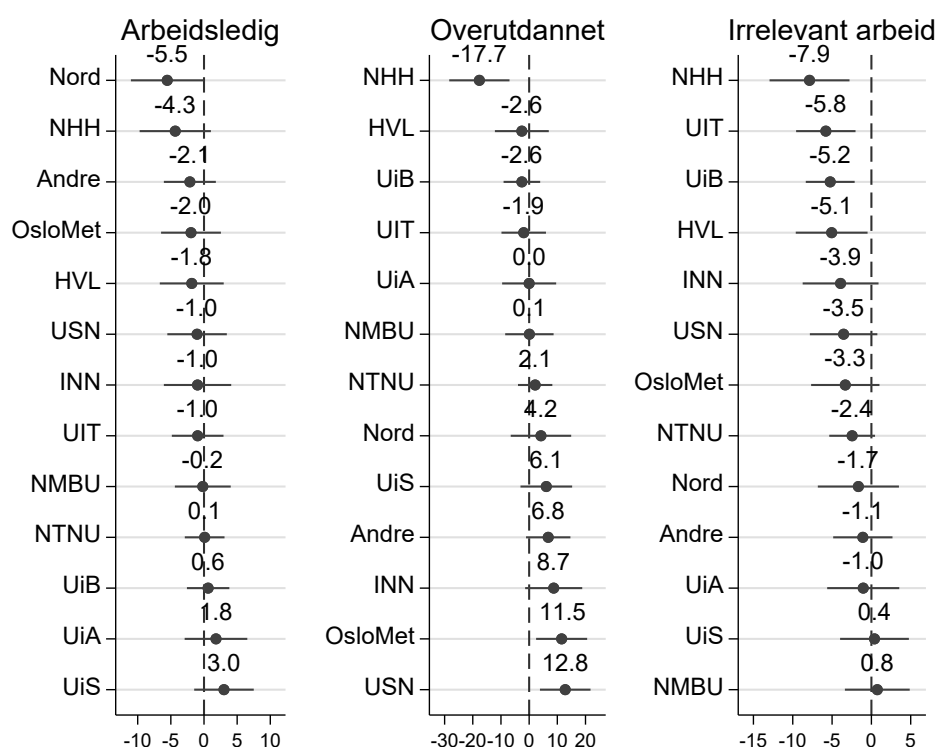 Arbeidsledig
-5.5
Nord
-4.3
NHH
-2.1
Andre
-2.0
OsloMet
-1.8
HVL
-1.0
USN
-1.0
INN
-1.0
UIT
-0.2
NMBU
0.1
NTNU
0.6
UiB
1.8
UiA
3.0
UiS
-10 -5 0 5 10
Overutdannet
-17.7
NHH
-2.6
HVL
-2.6
UiB
-1.9
UIT
0.0
UiA
0.1
NMBU
2.1
NTNU
4.2
Nord
6.1
UiS
6.8
Andre
8.7
INN
11.5
OsloMet
12.8
USN
-30 -20 -10 0 10 20
Irrelevant arbeid
-7.9
NHH
-5.8
UIT
-5.2
UiB
-5.1
HVL
-3.9
INN
-3.5
USN
-3.3
OsloMet
-2.4
NTNU
-1.7
Nord
-1.1
Andre
-1.0
UiA
0.4
UiS
0.8
NMBU
-15 -10 -5 0 5